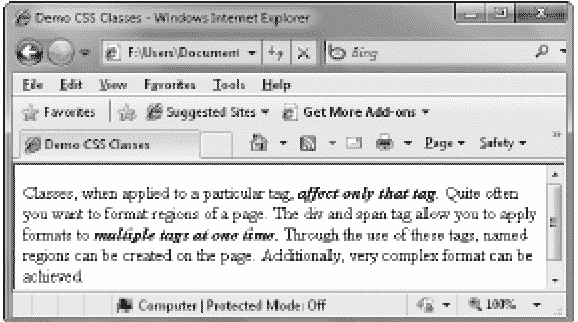 Demo CSS Classes - Windows Internet Explorer
F:\Users\Document Bing
File Edit View Favorites Tools Help
Favorites Suggested Sites Get More Add-ons
Demo CSS Classes Page Safety »
Classes, when applied to a particular tag, affect only that tag. Quite often
you want to format regions of a page. The div and span tag allow you to apply
formats to multiple tags at one time. Through the use of these tags, named
regions can be created on the page. Additionally, very complex format can be
achieved
Computer | Protected Mode: Off 100%